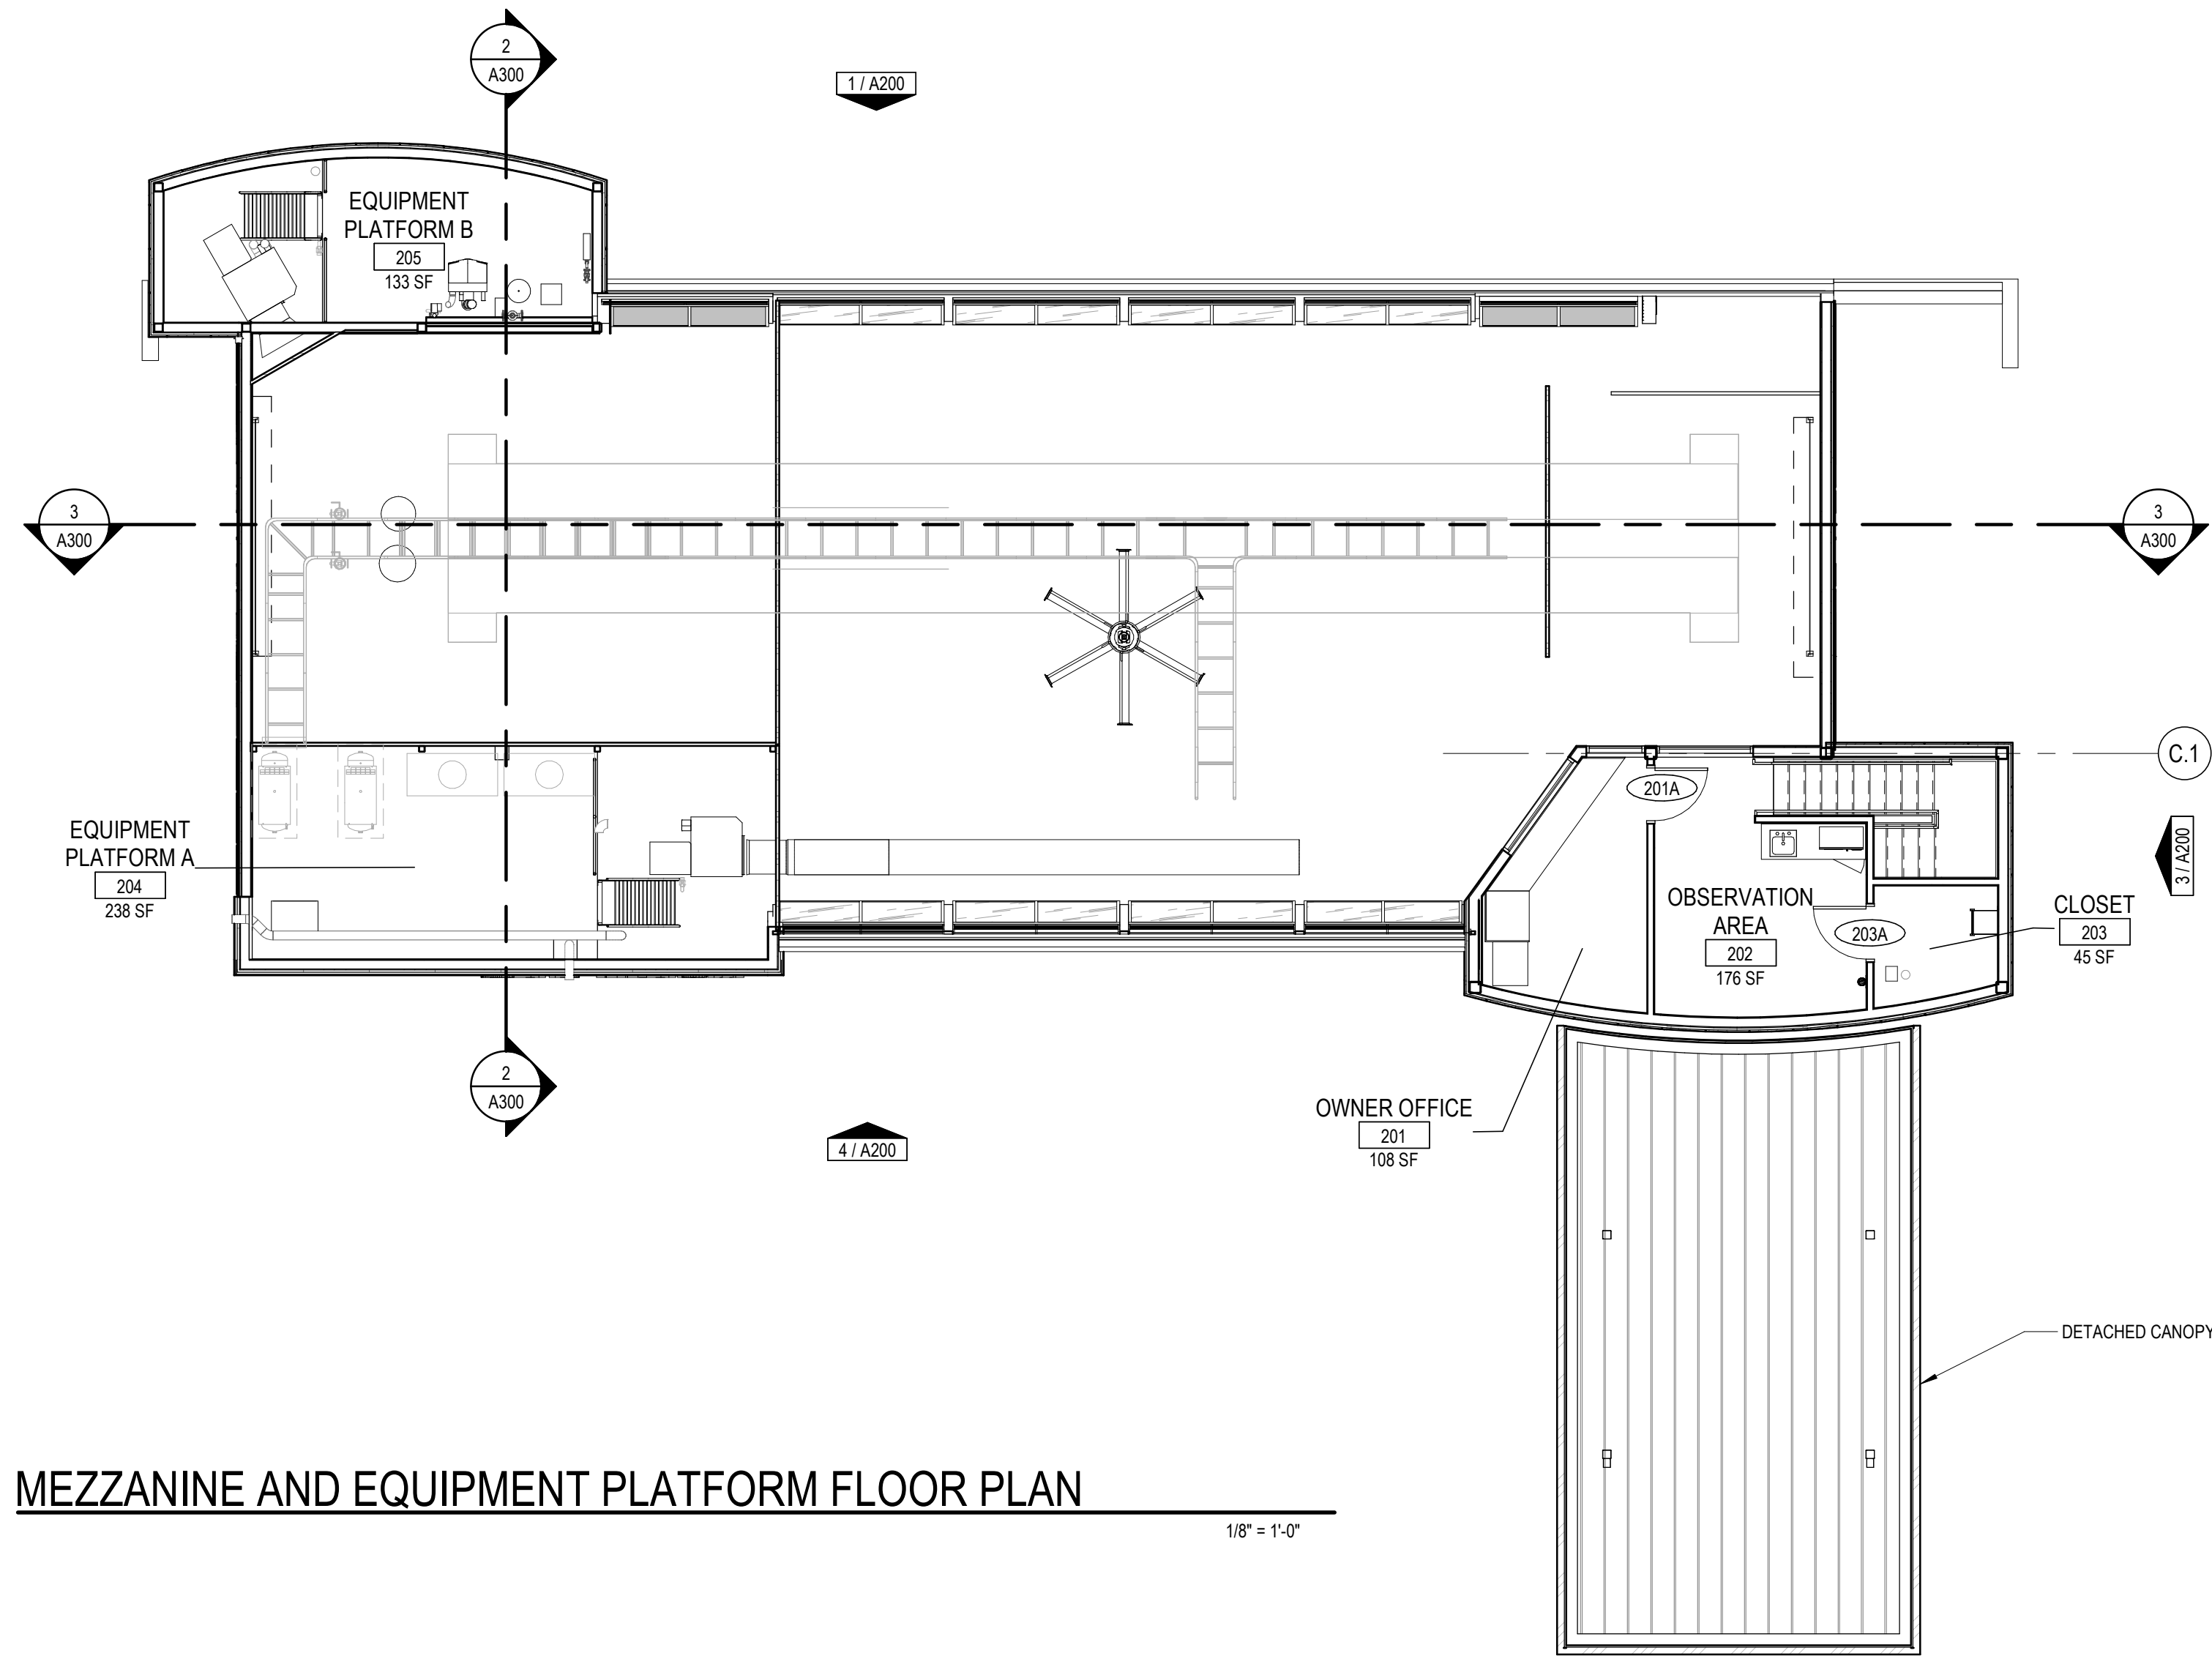 2
A300
1 / A200
EQUIPMENT
PLATFORM B
205
133 SF
3
A300
3
A300
C.1
201A
EQUIPMENT
PLATFORM A
204
238 SF
3 / A200
OBSERVATION
AREA
202
176 SF
203A
CLOSET
203
45 SF
2
A300
4 / A200
OWNER OFFICE
201
108 SF
DETACHED CANOPY
MEZZANINE AND EQUIPMENT PLATFORM FLOOR PLAN
1/8" = 1'-0"